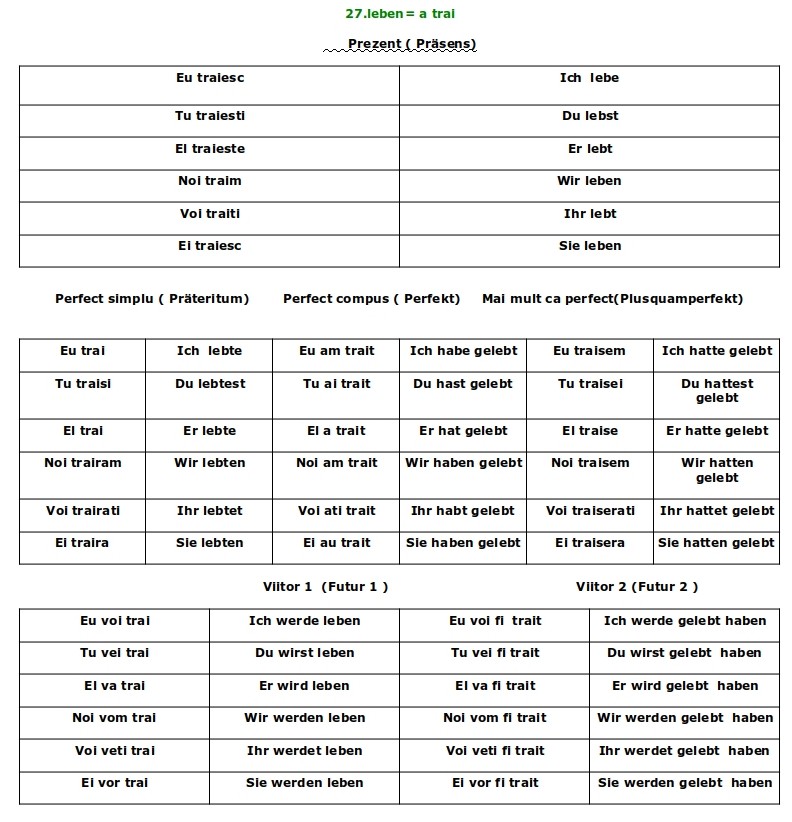 27.leben = a trai
Prezent ( Präsens)
Eu traiesc Ich lebe
Tu traiesti Du lebst
El traieste Er lebt
Noi traim Wir leben
Voi traiti Ihr lebt
Ei traiesc Sie leben
Perfect simplu ( Präteritum) Perfect compus ( Perfekt) Mai mult ca perfect(Plusquamperfekt)
Eu trai Ich lebte Eu am trait Ich habe gelebt Eu traisem Ich hatte gelebt
Tu traisi Du lebtest Tu ai trait Du hast gelebt Tu traisei Du hattest
gelebt
El trai Er lebte El a trait Er hat gelebt El traise Er hatte gelebt
Noi trairam Wir lebten Noi am trait Wir haben gelebt Noi traisem Wir hatten
gelebt
Voi trairati Ihr lebtet Voi ati trait Ihr habt gelebt Voi traiserati Ihr hattet gelebt
Ei traira Sie lebten Ei au trait Sie haben gelebt Ei traisera Sie hatten gelebt
Viitor 1 (Futur 1 ) Viitor 2 (Futur 2 )
Eu voi trai Ich werde leben Eu voi fi trait Ich werde gelebt haben
Tu vei trai Du wirst leben Tu vei fi trait Du wirst gelebt haben
El va trai Er wird leben El va fi trait Er wird gelebt haben
Noi vom trai Wir werden leben Noi vom fi trait Wir werden gelebt haben
Voi veti trai Ihr werdet leben Voi veti fi trait Ihr werdet gelebt haben
Ei vor trai Sie werden leben Ei vor fi trait Sie werden gelebt haben